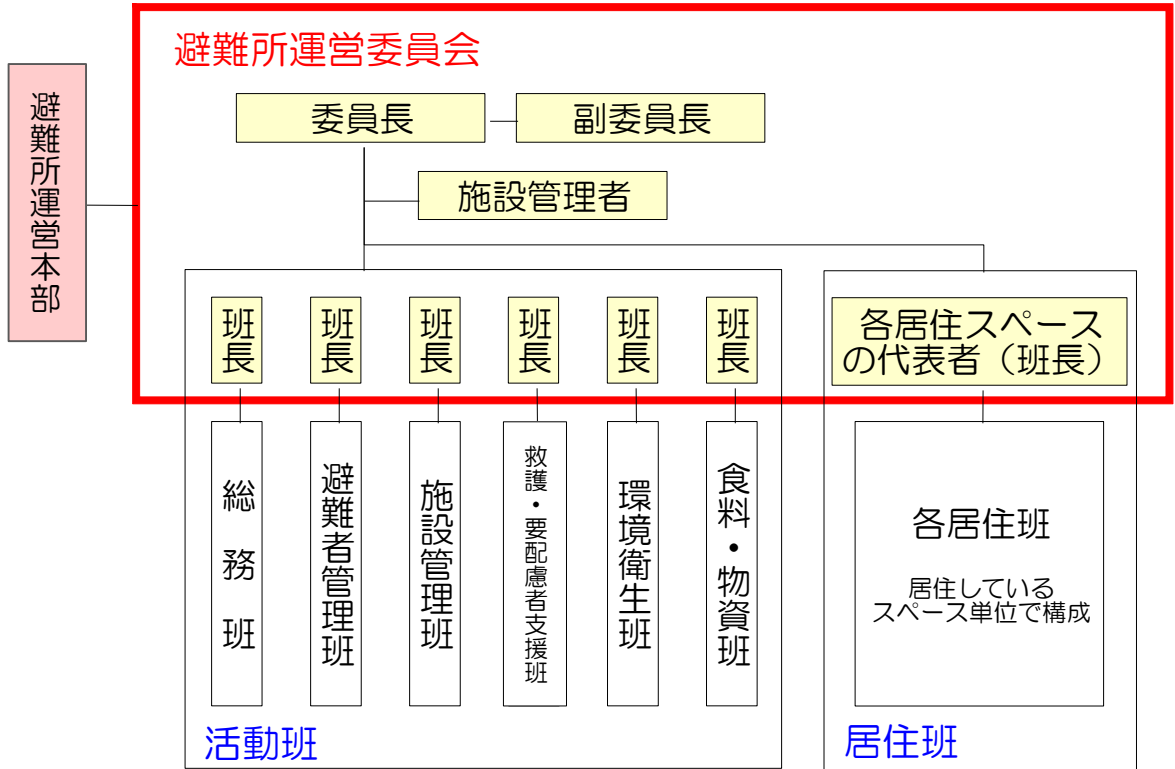 避難所運営委員会
避難所運営本部
委員長
副委員長
施設管理者
班長
班長
班長
班長
班長
班長
各居住スペース
の代表者（班長）
総務班
避難者管理班
施設管理班
救護・要配慮者支援班
環境衛生班
食料・物資班
各居住班
居住している
スペース単位で構成
活動班
居住班